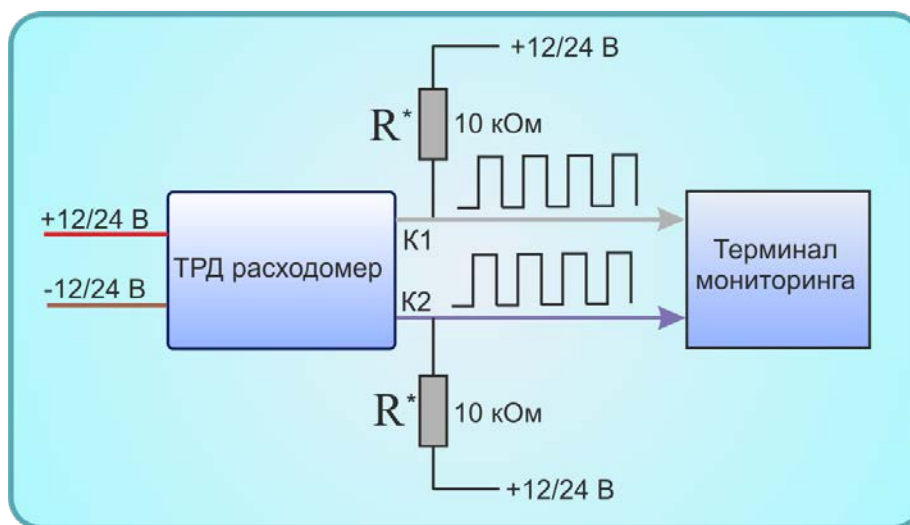 +12/24 В
R* 10 кОм
+12/24 В
К1
ТРД расходомер
Терминал
мониторинга
-12/24 В
К2
R* 10 кОм
+12/24 В